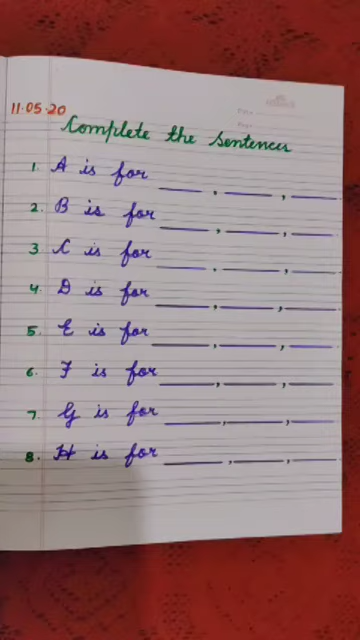 11.05.20
Complete the Sentences
1. A is for ____ . ____ , ____
2. B is for ____ , ____ , ____
3. C is for ____ . ____ , ____
4. D is for ____ , ____ , ____
5. E is for ____ , ____ , ____
6. F is for ____ , ____ , ____
7. G is for ____ , ____ , ____
8. H is for ____ , ____ , ____